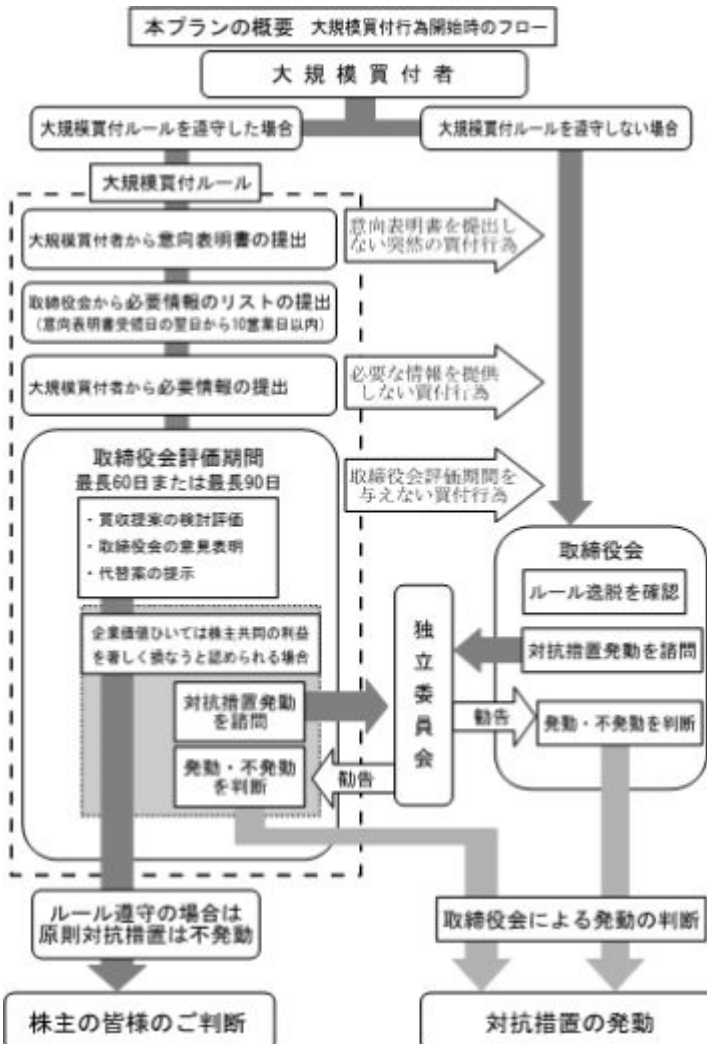 本プランの概要 大規模買付行為開始時のフロー
大規模買付者
大規模買付ルールを遵守した場合
大規模買付ルールを遵守しない場合
大規模買付ルール
大規模買付者から意向表明書の提出
意向表明書を提出し
ない突然の買付行為
取締役会から必要情報のリストの提出
(意向表明書受領日の翌日から10営業日以内)
大規模買付者から必要情報の提出
必要な情報を提供
しない買付行為
取締役会評価期間
最長60日または最長90日
取締役会評価期間を
与えない買付行為
・買収提案の検討評価
・取締役会の意見表明
・代替案の提示
取締役会
ルール逸脱を確認
対抗措置発動を諮問
発動・不発動を判断
独立委員会
勧告
企業価値ひいては株主共同の利益
を著しく損なうと認められる場合
対抗措置発動
を諮問
発動・不発動
を判断
勧告
ルール遵守の場合は
原則対抗措置は不発動
取締役会による発動の判断
株主の皆様のご判断
対抗措置の発動